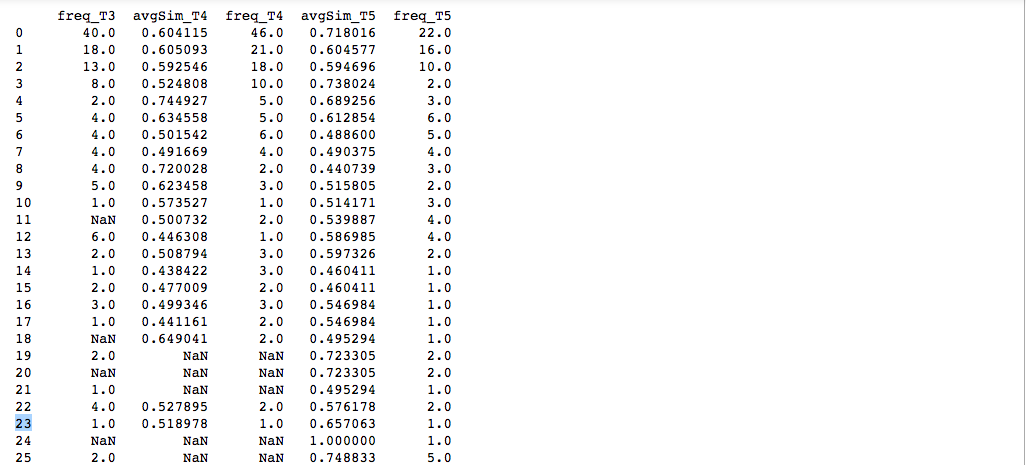 freq_T3 avgSim_T4 freq_T4 avgSim_T5 freq_T5
0 40.0 0.604115 46.0 0.718016 22.0
1 18.0 0.605093 21.0 0.604577 16.0
2 13.0 0.592546 18.0 0.594696 10.0
3 8.0 0.524808 10.0 0.738024 2.0
4 2.0 0.744927 5.0 0.689256 3.0
5 4.0 0.634558 5.0 0.612854 6.0
6 4.0 0.501542 6.0 0.488600 5.0
7 4.0 0.491669 4.0 0.490375 4.0
8 4.0 0.720028 2.0 0.440739 3.0
9 5.0 0.623458 3.0 0.515805 2.0
10 1.0 0.573527 1.0 0.514171 3.0
11 NaN 0.500732 2.0 0.539887 4.0
12 6.0 0.446308 1.0 0.586985 4.0
13 2.0 0.508794 3.0 0.597326 2.0
14 1.0 0.438422 3.0 0.460411 1.0
15 2.0 0.477009 2.0 0.460411 1.0
16 3.0 0.499346 3.0 0.546984 1.0
17 1.0 0.441161 2.0 0.546984 1.0
18 NaN 0.649041 2.0 0.495294 1.0
19 2.0 NaN NaN 0.723305 2.0
20 NaN NaN NaN 0.723305 2.0
21 1.0 NaN NaN 0.495294 1.0
22 4.0 0.527895 2.0 0.576178 2.0
23 1.0 0.518978 1.0 0.657063 1.0
24 NaN NaN NaN 1.000000 1.0
25 2.0 NaN NaN 0.748833 5.0